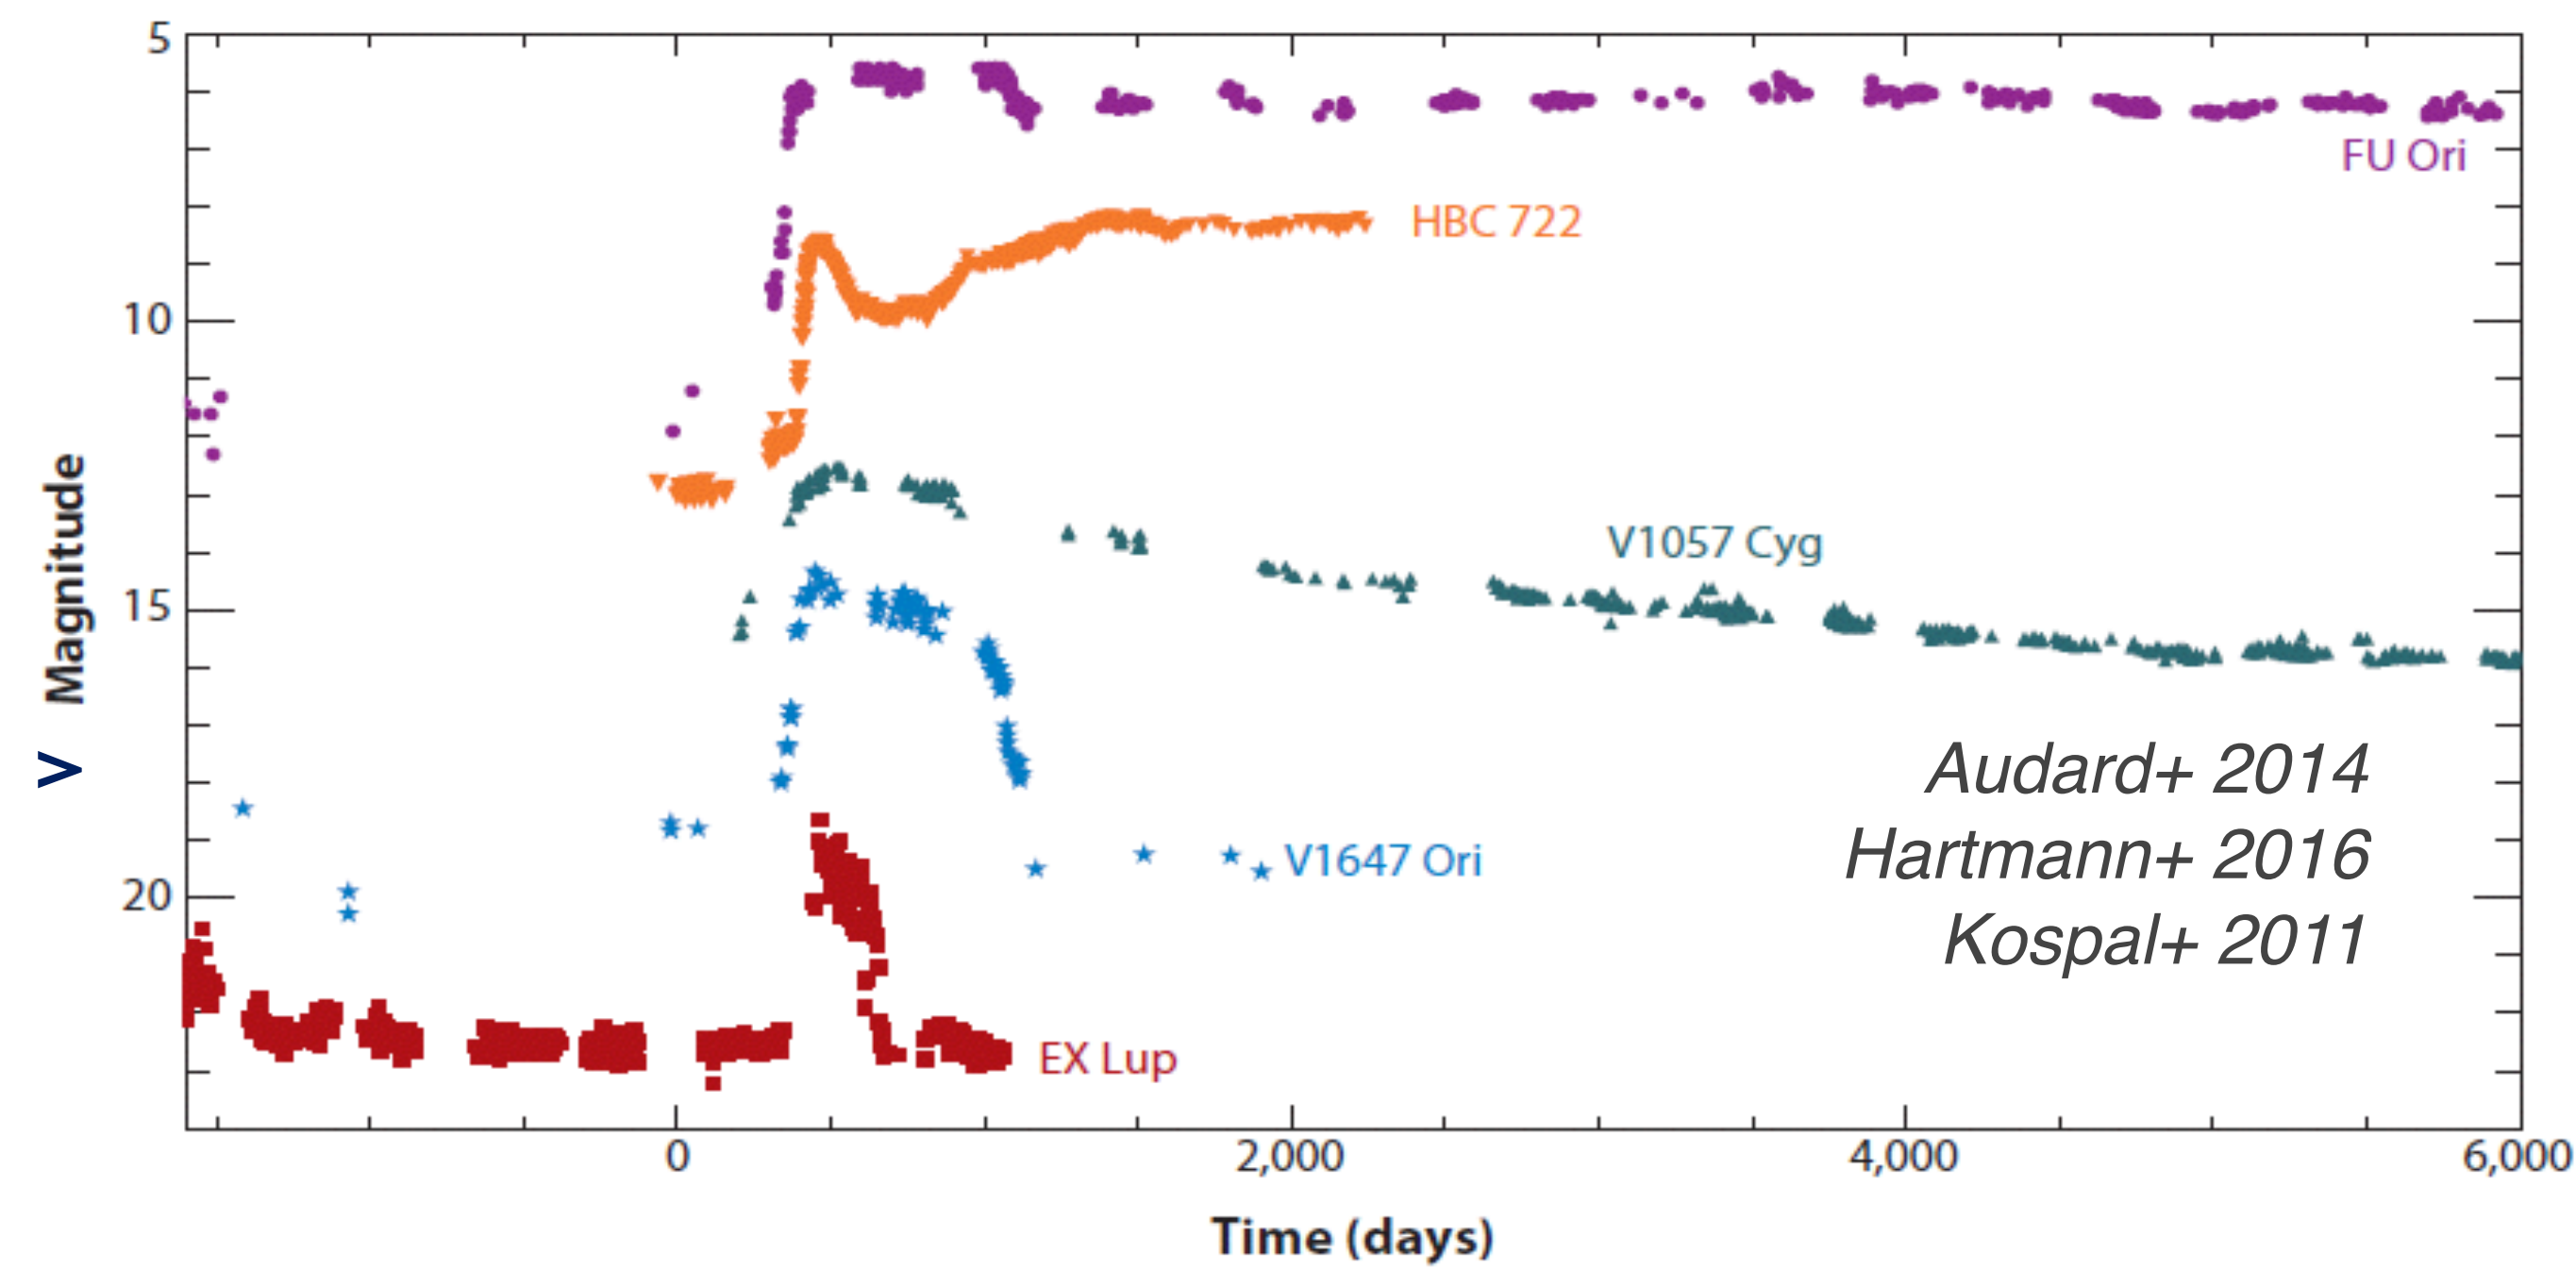 5
FU Ori
HBC 722
10
V1057 Cyg
15
V Magnitude
Audard+ 2014
Hartmann+ 2016
Kospal+ 2011
V1647 Ori
20
EX Lup
0 2,000 4,000 6,000
Time (days)